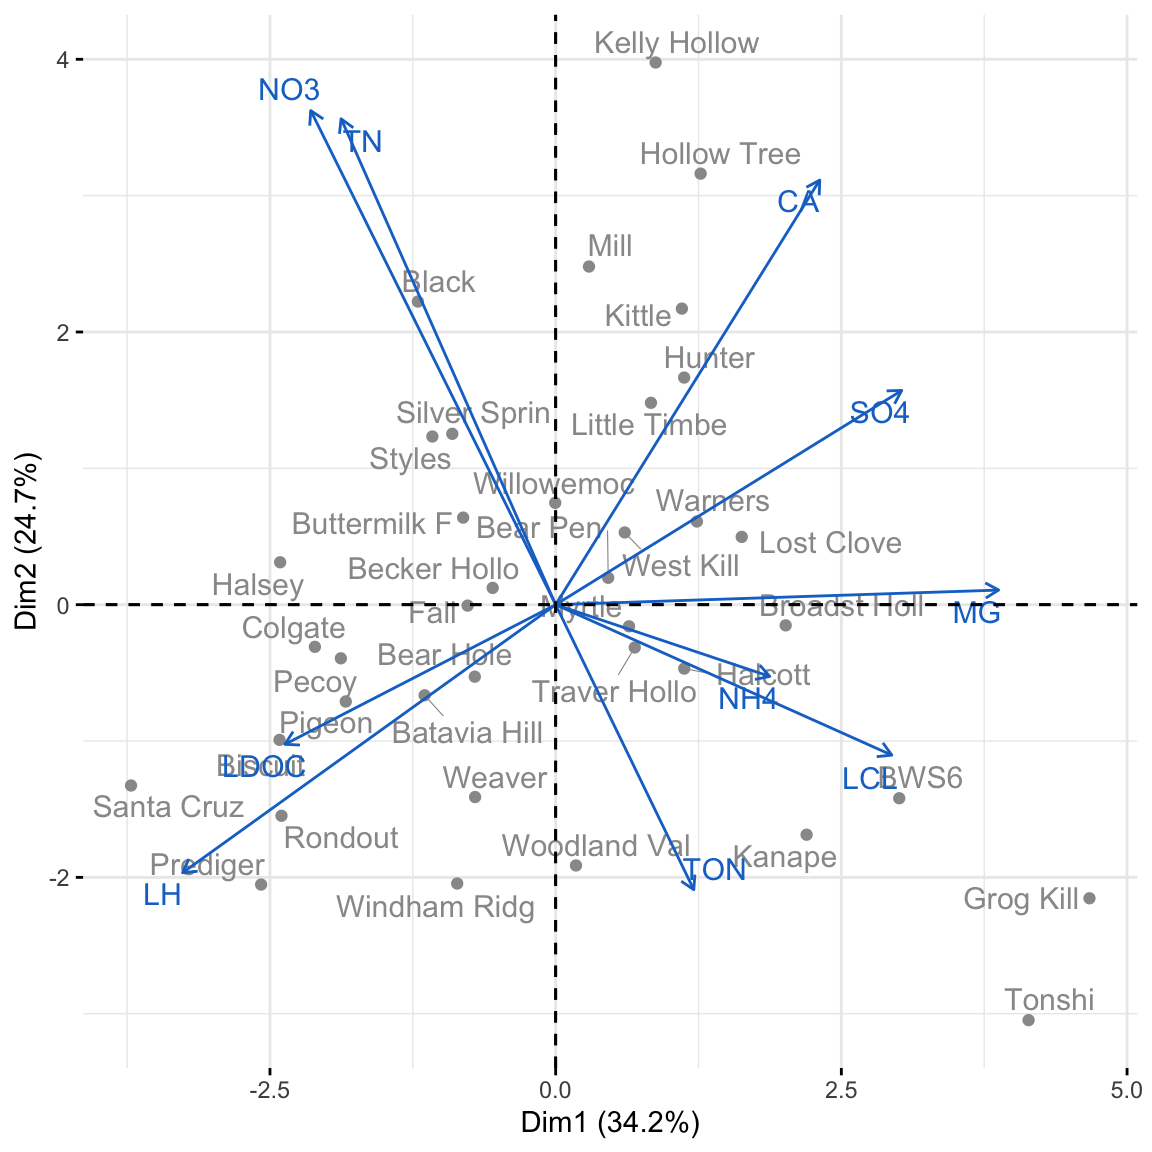 Kelly Hollow
4
NO3
TN
Hollow Tree
CA
Mill
Black
Kittle
2
Hunter
SO4
Silver Sprin
Little Timbe
Styles
Willowemoc
Warners
Buttermilk F
Bear Pen
Lost Clove
West Kill
Becker Hollo
Halsey
0
Fall
Myrtle
Broadst Holl
MG
Colgate
Bear Hole
Halcott
Pecoy
Traver Hollo
NH4
Pigeon
Batavia Hill
Biscuit
LDOC
Weaver
LCL
BWS6
Santa Cruz
Rondout
Woodland Val
Kanape
Prediger
TON
-2
LH
Windham Ridg
Grog Kill
Tonshi
-2.5
0.0
2.5
5.0
Dim1 (34.2%)
Dim2 (24.7%)